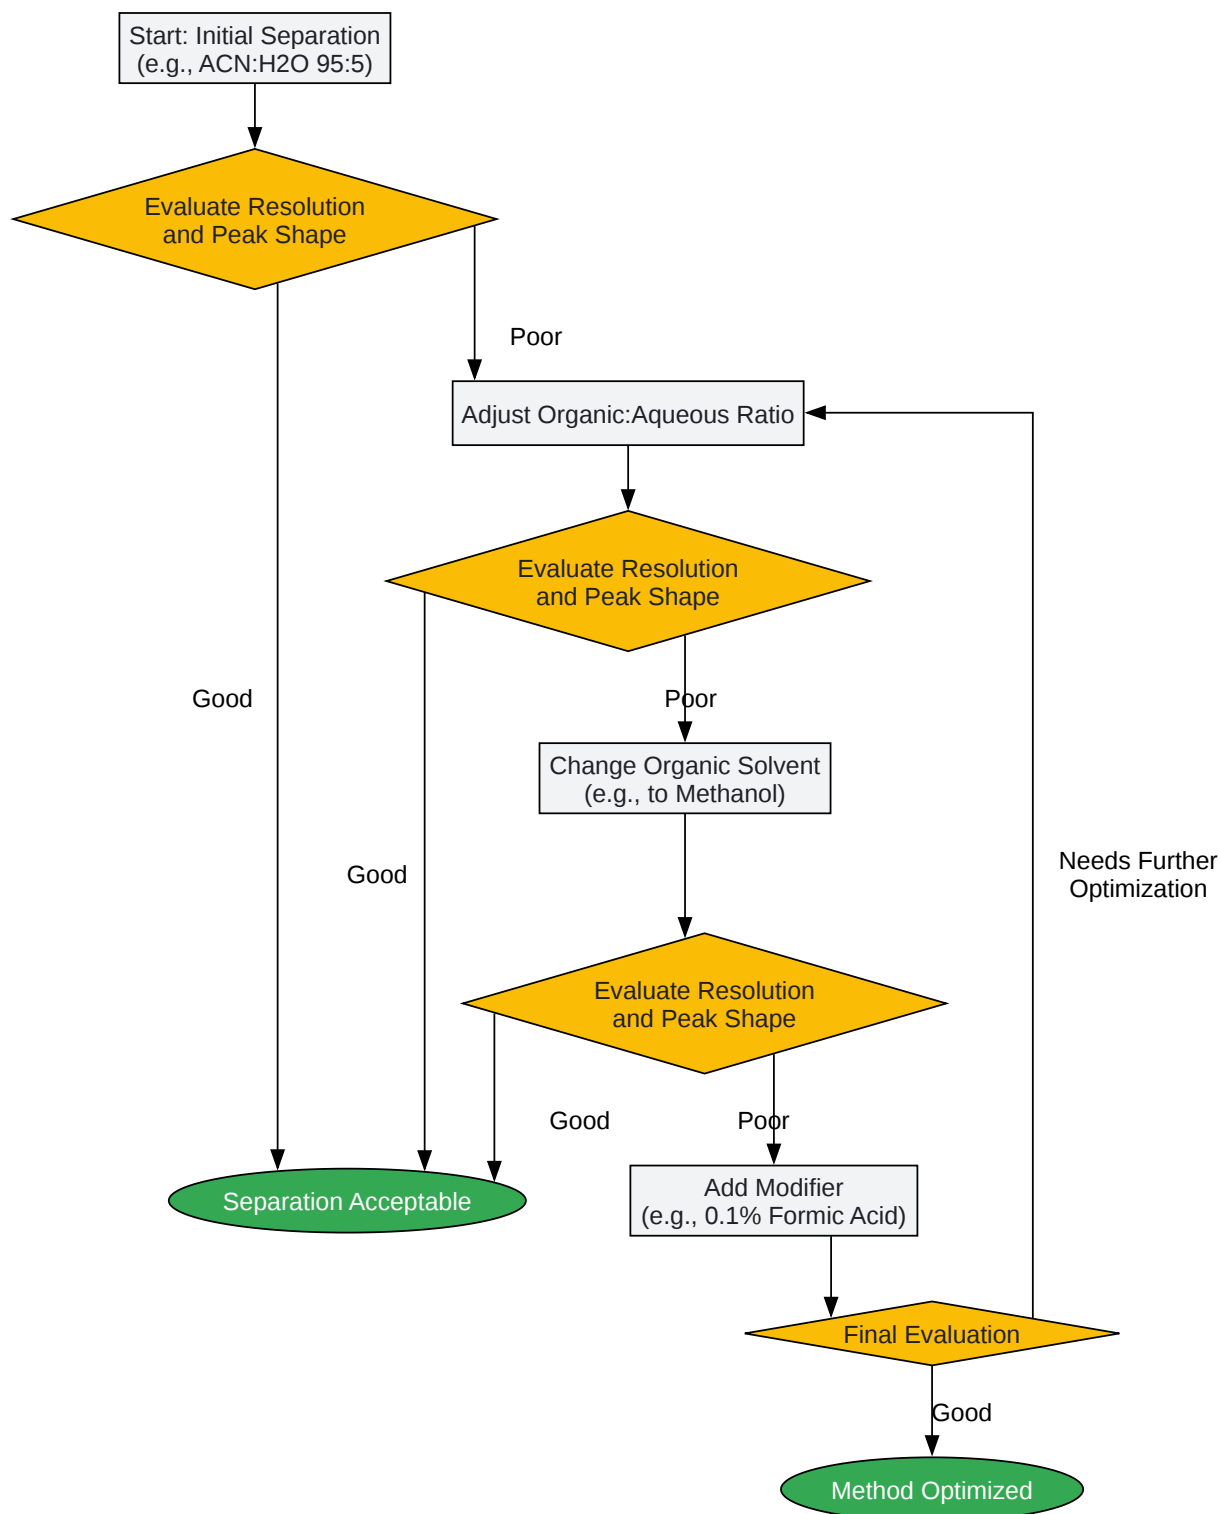 Start: Initial Separation
(e.g., ACN:H2O 95:5)
Evaluate Resolution
and Peak Shape
Poor
Adjust Organic:Aqueous Ratio
Evaluate Resolution
and Peak Shape
Good
Poor
Change Organic Solvent
(e.g., to Methanol)
Good
Needs Further
Optimization
Evaluate Resolution
and Peak Shape
Good
Poor
Separation Acceptable
Add Modifier
(e.g., 0.1% Formic Acid)
Final Evaluation
Good
Method Optimized